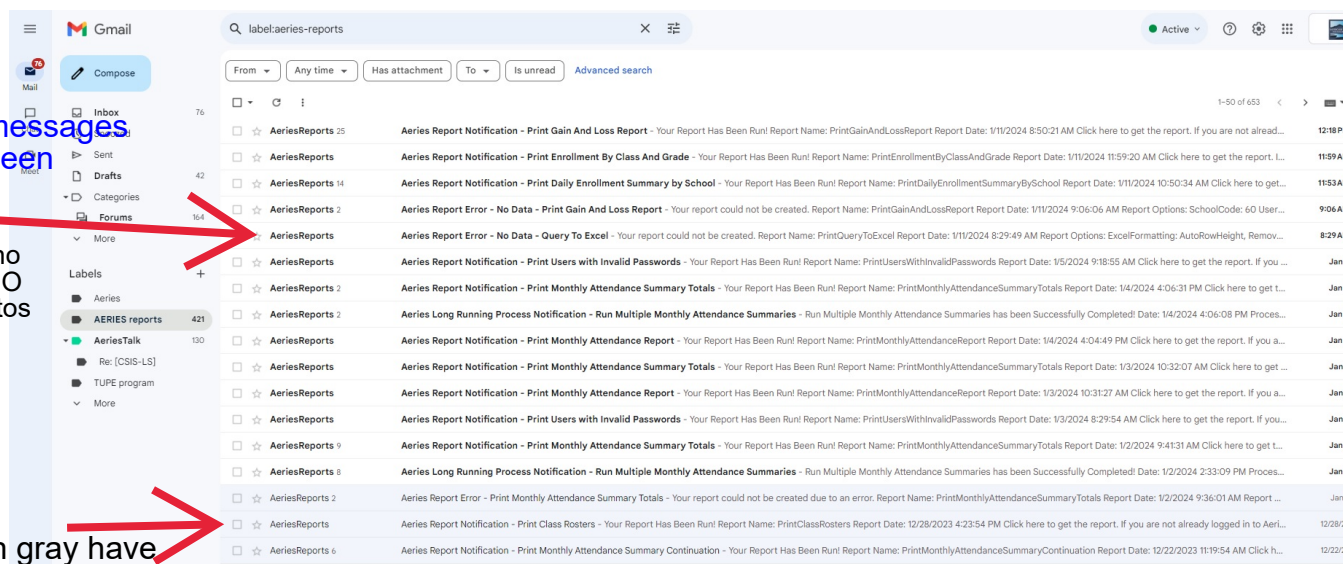 Gmail
label:aeries-reports
Active
76
Mail
Compose
From
Any time
Has attachment
To
Is unread
Advanced search
1–50 of 653
Inbox 76
messages
been
Sent
Meet
Drafts 42
Categories
Forums 164
More
no
O
tos
Labels
Aeries
AERIES reports 421
AeriesTalk 130
Re: [CSIS-LS]
TUPE program
More
AeriesReports 25 Aeries Report Notification - Print Gain And Loss Report - Your Report Has Been Run! Report Name: PrintGainAndLossReport Report Date: 1/11/2024 8:50:21 AM Click here to get the report. If you are not alread... 12:18 P
AeriesReports Aeries Report Notification - Print Enrollment By Class And Grade - Your Report Has Been Run! Report Name: PrintEnrollmentByClassAndGrade Report Date: 1/11/2024 11:59:20 AM Click here to get the report. I... 11:59 A
AeriesReports 14 Aeries Report Notification - Print Daily Enrollment Summary by School - Your Report Has Been Run! Report Name: PrintDailyEnrollmentSummaryBySchool Report Date: 1/11/2024 10:50:34 AM Click here to get... 11:53 A
AeriesReports 2 Aeries Report Error - No Data - Print Gain And Loss Report - Your report could not be created. Report Name: PrintGainAndLossReport Report Date: 1/11/2024 9:06:06 AM Report Options: SchoolCode: 60 User... 9:06 A
AeriesReports Aeries Report Error - No Data - Query To Excel - Your report could not be created. Report Name: PrintQueryToExcel Report Date: 1/11/2024 8:29:49 AM Report Options: ExcelFormatting: AutoRowHeight, Remov... 8:29 A
AeriesReports Aeries Report Notification - Print Users with Invalid Passwords - Your Report Has Been Run! Report Name: PrintUsersWithInvalidPasswords Report Date: 1/5/2024 9:18:55 AM Click here to get the report. If you ... Jan
AeriesReports 2 Aeries Report Notification - Print Monthly Attendance Summary Totals - Your Report Has Been Run! Report Name: PrintMonthlyAttendanceSummaryTotals Report Date: 1/4/2024 4:06:31 PM Click here to get t... Jan
AeriesReports 2 Aeries Long Running Process Notification - Run Multiple Monthly Attendance Summaries - Run Multiple Monthly Attendance Summaries has been Successfully Completed! Date: 1/4/2024 4:06:08 PM Proces... Jan
AeriesReports Aeries Report Notification - Print Monthly Attendance Report - Your Report Has Been Run! Report Name: PrintMonthlyAttendanceReport Report Date: 1/4/2024 4:04:49 PM Click here to get the report. If you a... Jan
AeriesReports Aeries Report Notification - Print Monthly Attendance Summary Totals - Your Report Has Been Run! Report Name: PrintMonthlyAttendanceSummaryTotals Report Date: 1/3/2024 10:32:07 AM Click here to get ... Jan
AeriesReports Aeries Report Notification - Print Monthly Attendance Report - Your Report Has Been Run! Report Name: PrintMonthlyAttendanceReport Report Date: 1/3/2024 10:31:27 AM Click here to get the report. If you a... Jan
AeriesReports Aeries Report Notification - Print Users with Invalid Passwords - Your Report Has Been Run! Report Name: PrintUsersWithInvalidPasswords Report Date: 1/3/2024 8:29:54 AM Click here to get the report. If you... Jan
AeriesReports 9 Aeries Report Notification - Print Monthly Attendance Summary Totals - Your Report Has Been Run! Report Name: PrintMonthlyAttendanceSummaryTotals Report Date: 1/2/2024 9:41:31 AM Click here to get t... Jan
AeriesReports 8 Aeries Long Running Process Notification - Run Multiple Monthly Attendance Summaries - Run Multiple Monthly Attendance Summaries has been Successfully Completed! Date: 1/2/2024 2:33:09 PM Proces... Jan
AeriesReports 2 Aeries Report Error - Print Monthly Attendance Summary Totals - Your report could not be created due to an error. Report Name: PrintMonthlyAttendanceSummaryTotals Report Date: 1/2/2024 9:36:01 AM Report ... Jan
AeriesReports Aeries Report Notification - Print Class Rosters - Your Report Has Been Run! Report Name: PrintClassRosters Report Date: 12/28/2023 4:23:54 PM Click here to get the report. If you are not already logged in to Aeri... 12/28/2
gray have
AeriesReports 6 Aeries Report Notification - Print Monthly Attendance Summary Continuation - Your Report Has Been Run! Report Name: PrintMonthlyAttendanceSummaryContinuation Report Date: 12/22/2023 11:19:54 AM Click h... 12/22/2